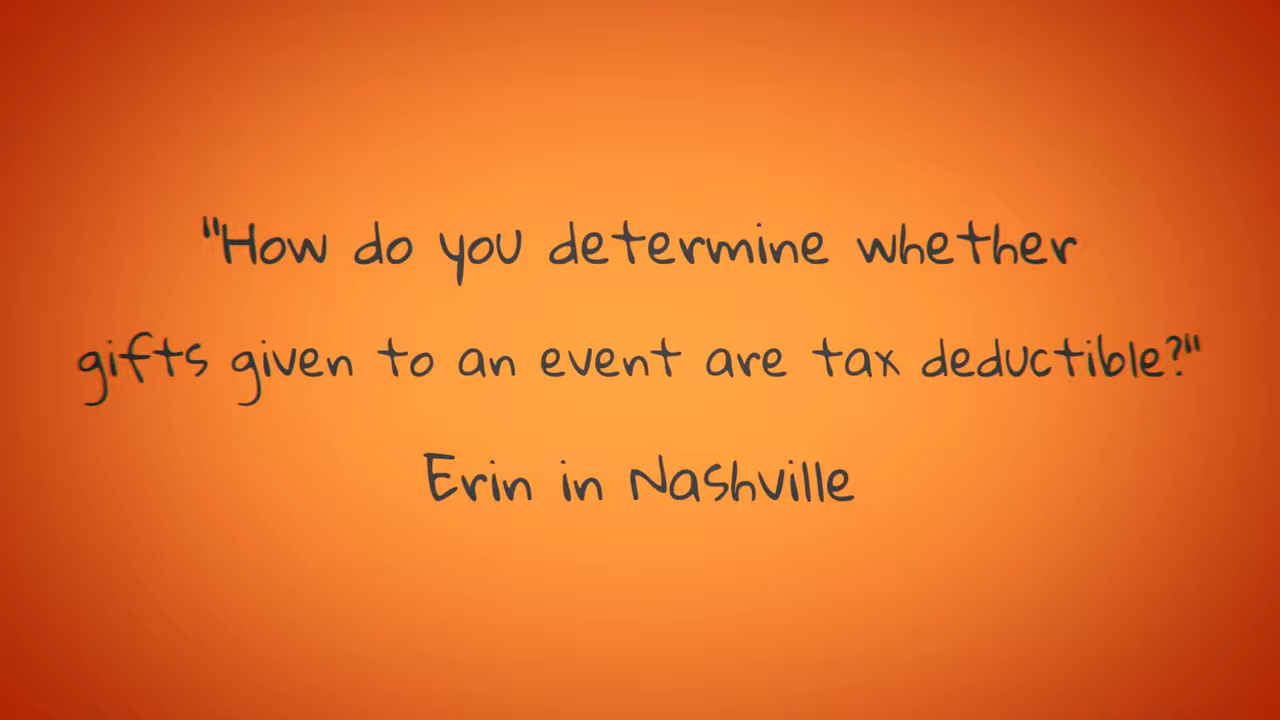 "How do you determine whether
gifts given to an event are tax deductible?"
Erin in Nashville